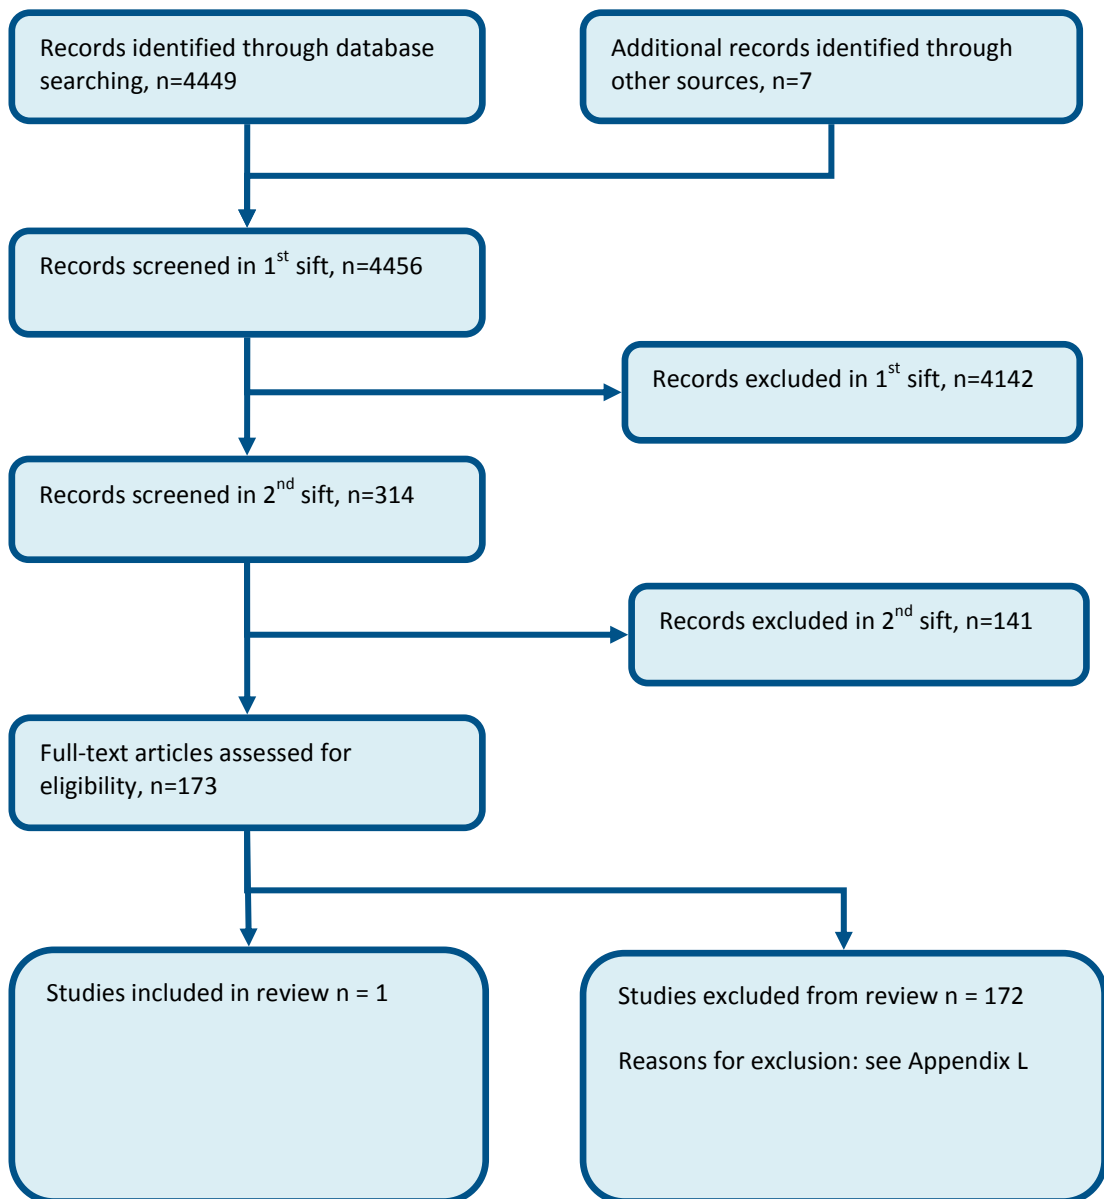 Records identified through database
searching, n=4449
Additional records identified through
other sources, n=7
Records screened in 1st sift, n=4456
Records excluded in 1st sift, n=4142
Records screened in 2nd sift, n=314
Records excluded in 2nd sift, n=141
Full-text articles assessed for
eligibility, n=173
Studies included in review n = 1
Studies excluded from review n = 172
Reasons for exclusion: see Appendix L